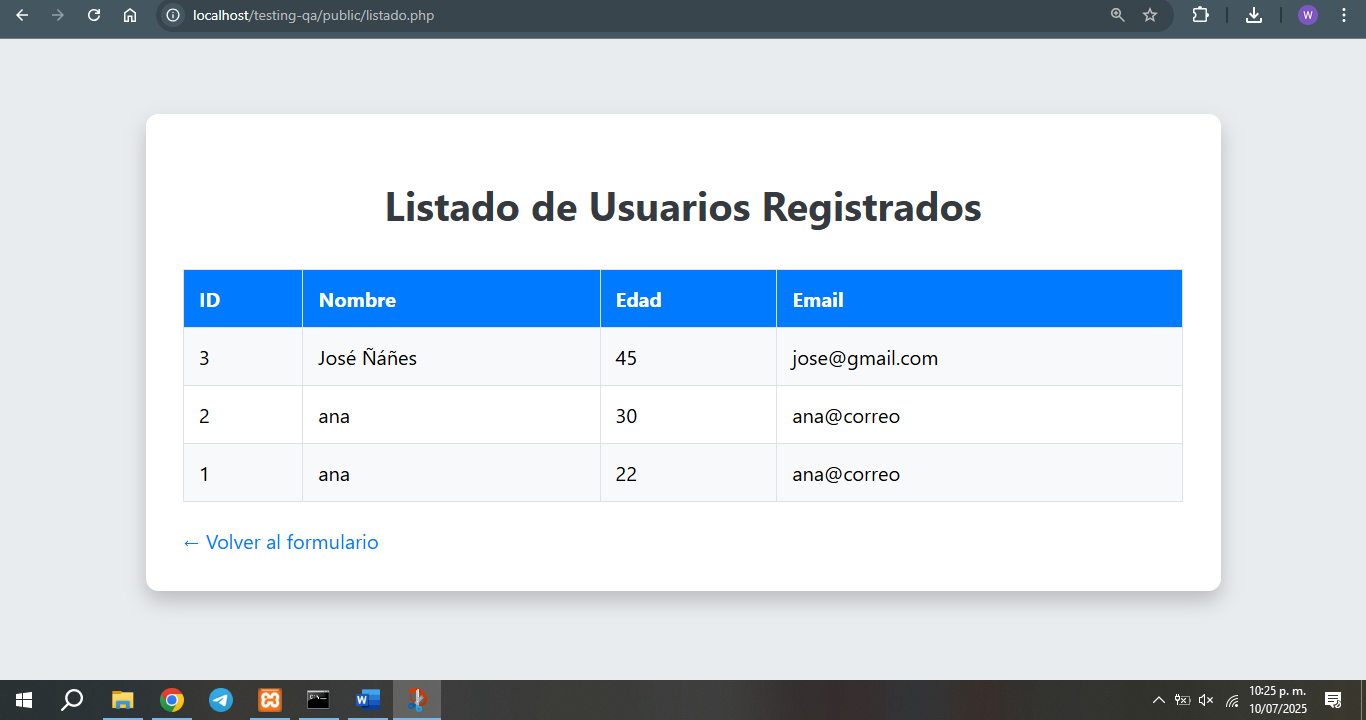 localhost/testing-qa/public/listado.php
W
Listado de Usuarios Registrados
ID Nombre Edad Email
3 José Ñáñes 45 jose@gmail.com
2 ana 30 ana@correo
1 ana 22 ana@correo
← Volver al formulario
10:25 p. m.
10/07/2025